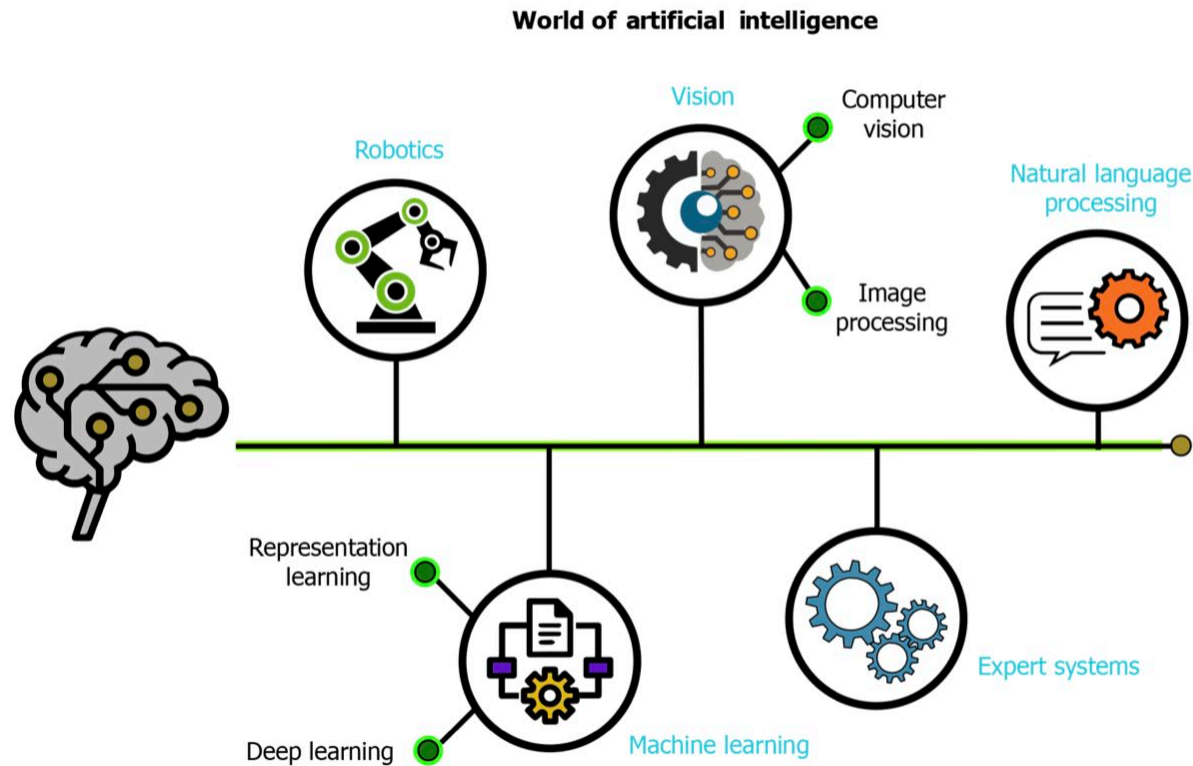 World of artificial intelligence
Vision
Computer
vision
Robotics
Natural language
processing
Image
processing
Representation
learning
Expert systems
Deep learning
Machine learning